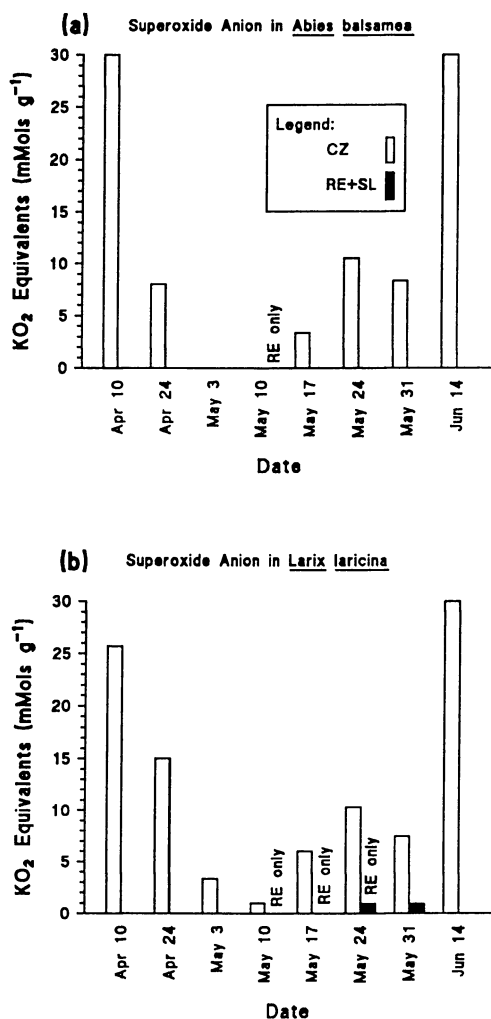 (a) Superoxide Anion in Abies balsamea
KO₂ Equivalents (mMols g⁻¹)
30
25
20
15
10
5
0
Legend:
CZ
RE+SL
RE only
Apr 10
Apr 24
May 3
May 10
May 17
May 24
May 31
Jun 14
Date
(b) Superoxide Anion in Larix laricina
KO₂ Equivalents (mMols g⁻¹)
30
25
20
15
10
5
0
RE only
RE only
RE only
Apr 10
Apr 24
May 3
May 10
May 17
May 24
May 31
Jun 14
Date